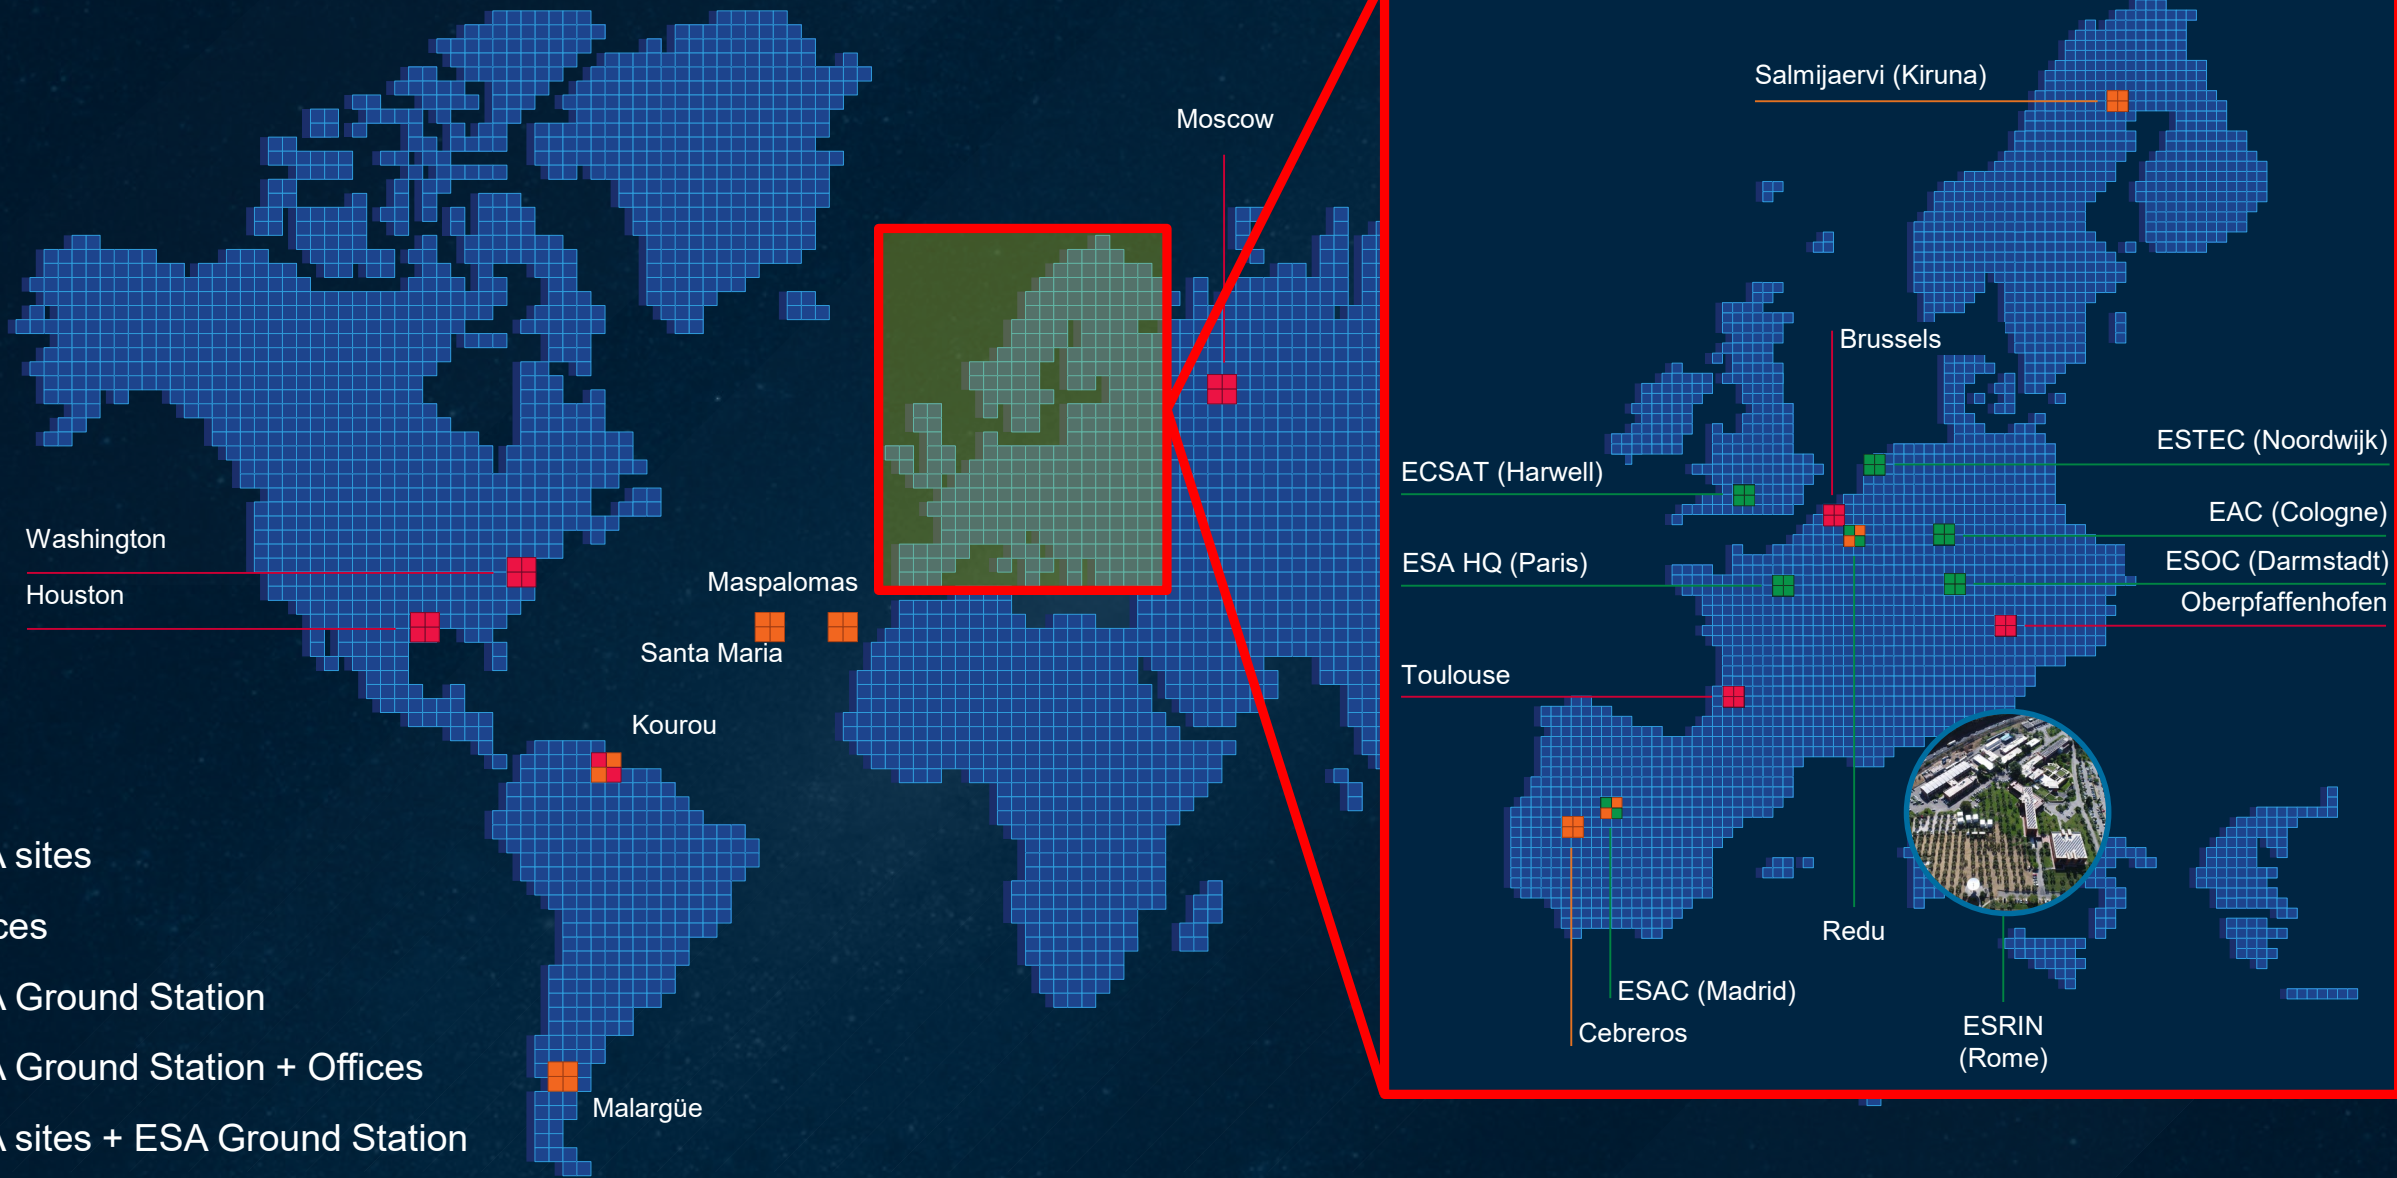 Moscow
Washington
Houston
Maspalomas
Santa Maria
Kourou
Malargüe
A sites
ces
A Ground Station
A Ground Station + Offices
A sites + ESA Ground Station
Salmijaervi (Kiruna)
Brussels
ESTEC (Noordwijk)
ECSAT (Harwell)
EAC (Cologne)
ESA HQ (Paris)
ESOC (Darmstadt)
Oberpfaffenhofen
Toulouse
Redu
ESAC (Madrid)
Cebreros
ESRIN
(Rome)